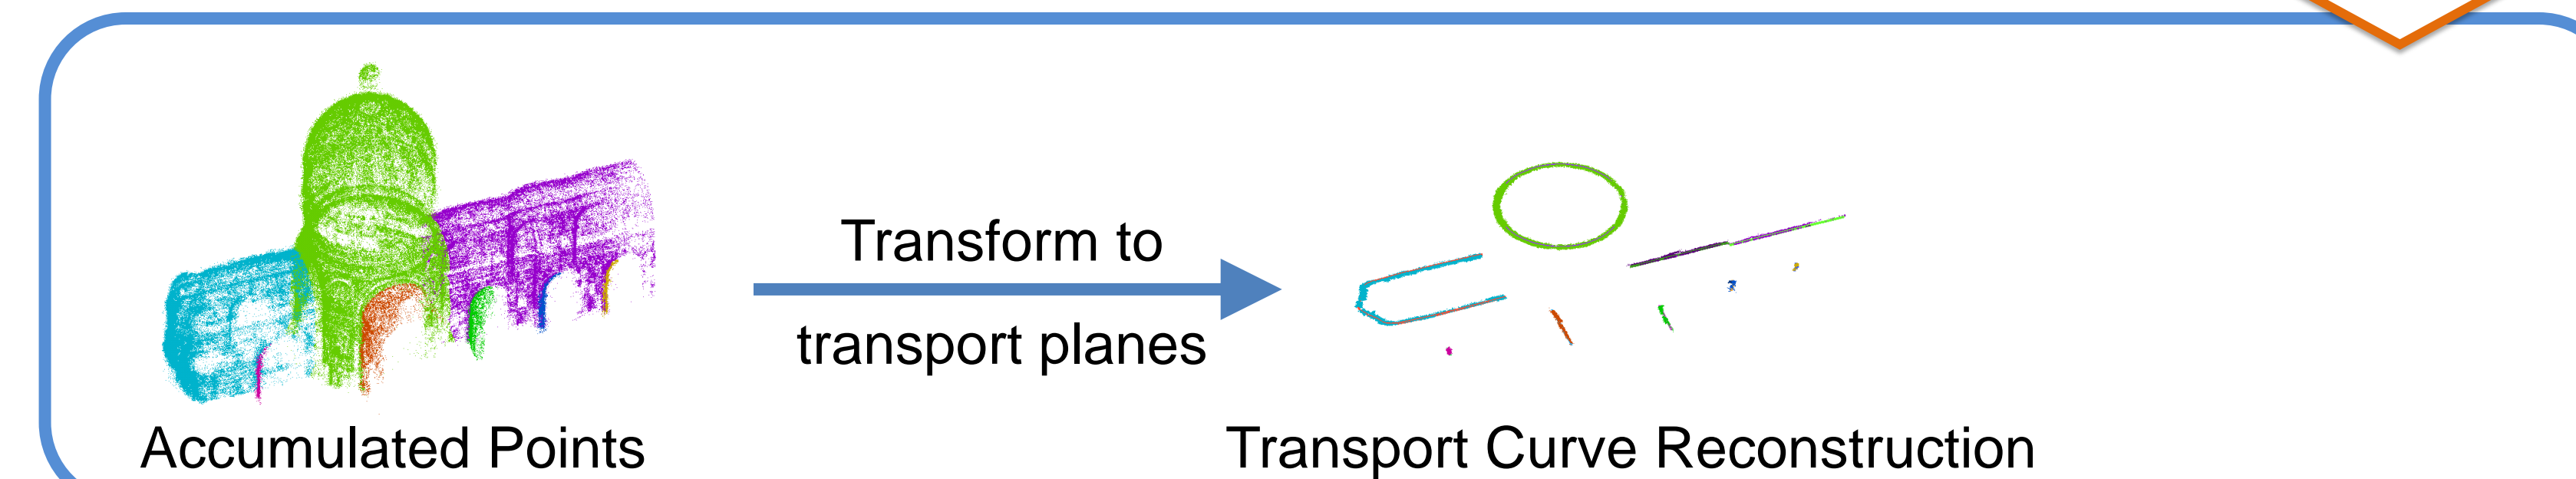 Transform to
transport planes
Accumulated Points
Transport Curve Reconstruction